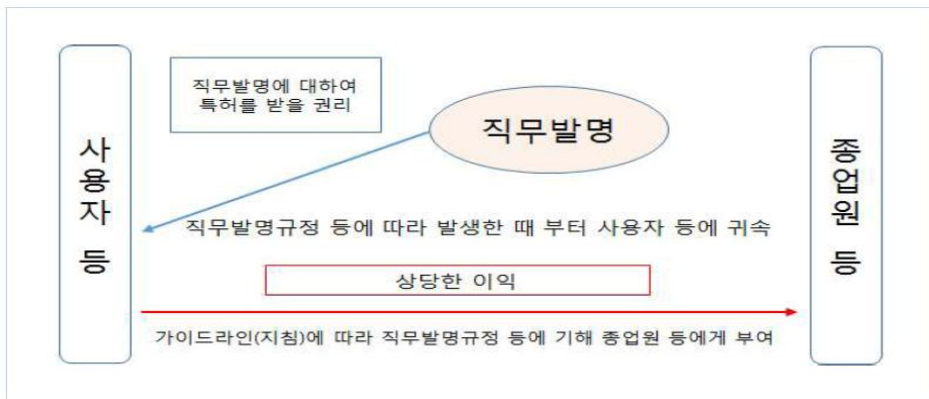 사용자 등
직무발명에 대하여
특허를 받을 권리
직무발명
종업원 등
직무발명규정 등에 따라 발생한 때 부터 사용자 등에 귀속
상당한 이익
가이드라인(지침)에 따라 직무발명규정 등에 기해 종업원 등에게 부여